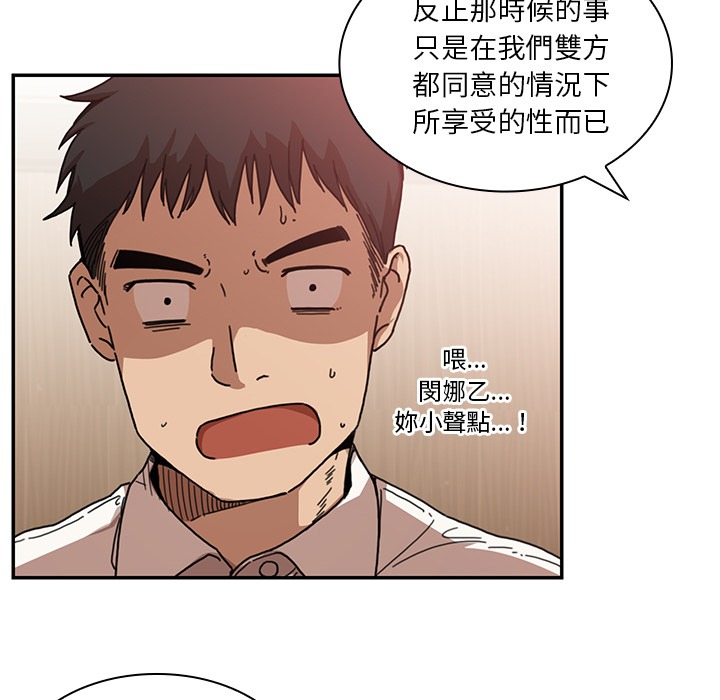 反正那時候的事
只是在我們雙方
都同意的情況下
所享受的性而已
喂...
閔娜乙...
妳小聲點...！